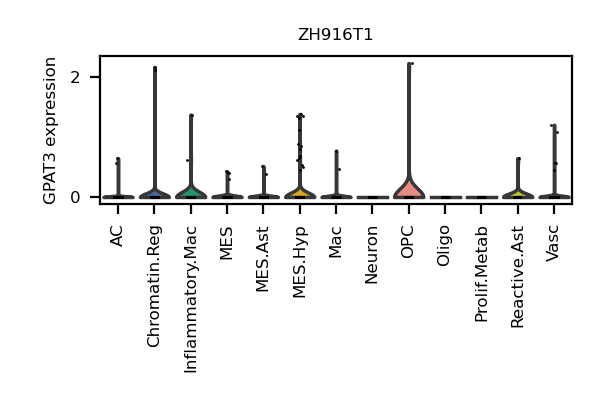 ZH916T1
GPAT3 expression
2
0
AC
Chromatin.Reg
Inflammatory.Mac
MES
MES.Ast
MES.Hyp
Mac
Neuron
OPC
Oligo
Prolif.Metab
Reactive.Ast
Vasc